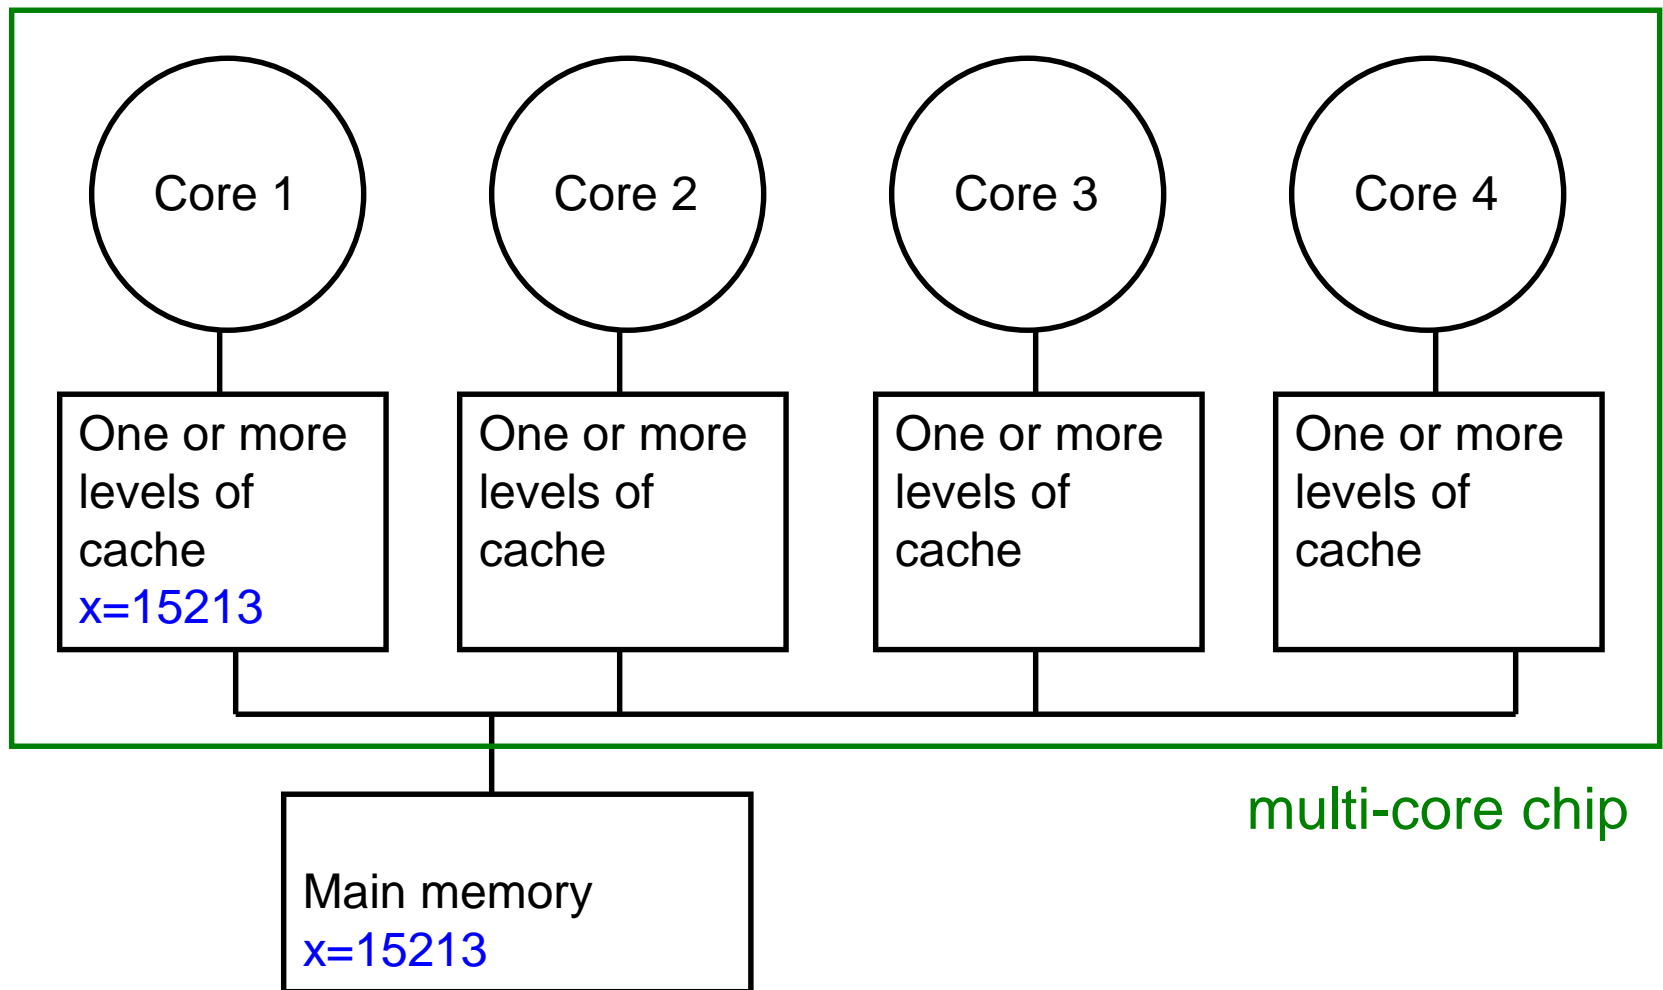 Core 1
Core 2
Core 3
Core 4
One or more
levels of
cache
x=15213
One or more
levels of
cache
One or more
levels of
cache
One or more
levels of
cache
multi-core chip
Main memory
x=15213